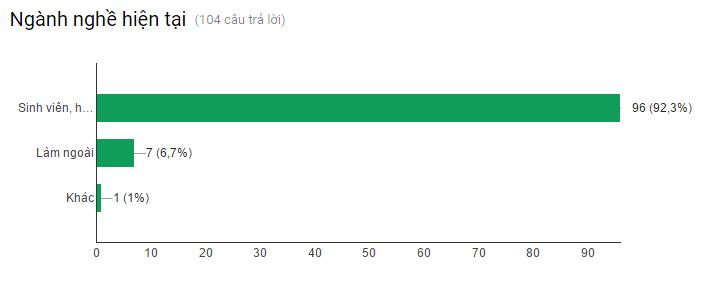 Ngành nghề hiện tại (104 câu trả lời)
Sinh viên, h... 96 (92,3%)
Làm ngoài 7 (6,7%)
Khác 1 (1%)
0 10 20 30 40 50 60 70 80 90